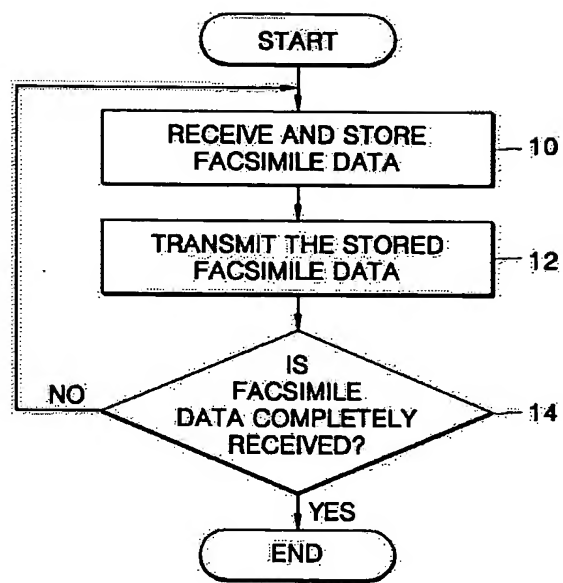 START
RECEIVE AND STORE
FACSIMILE DATA
10
TRANSMIT THE STORED
FACSIMILE DATA
12
IS
FACSIMILE
DATA COMPLETELY
RECEIVED?
14
NO
YES
END